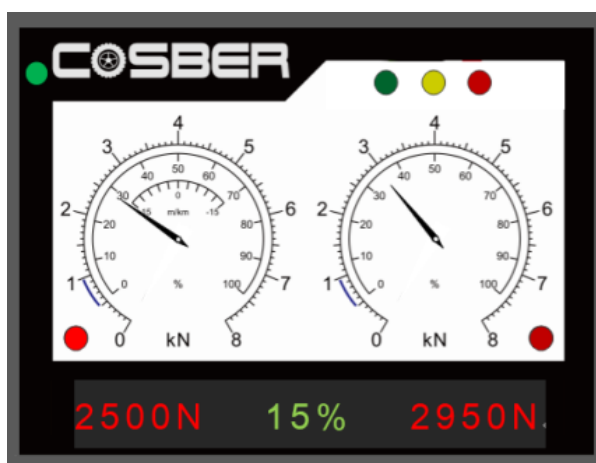 COSBER
4 4
3 5 3 5
50 50
40 60 40 60
30 0 70 30 70
15 m/km -15
2 20 80 6 2 20 80 6
10 90 10 90
1 0 % 100 7 1 0 % 100 7
0 kN 8 0 kN 8
2500N 15% 2950N